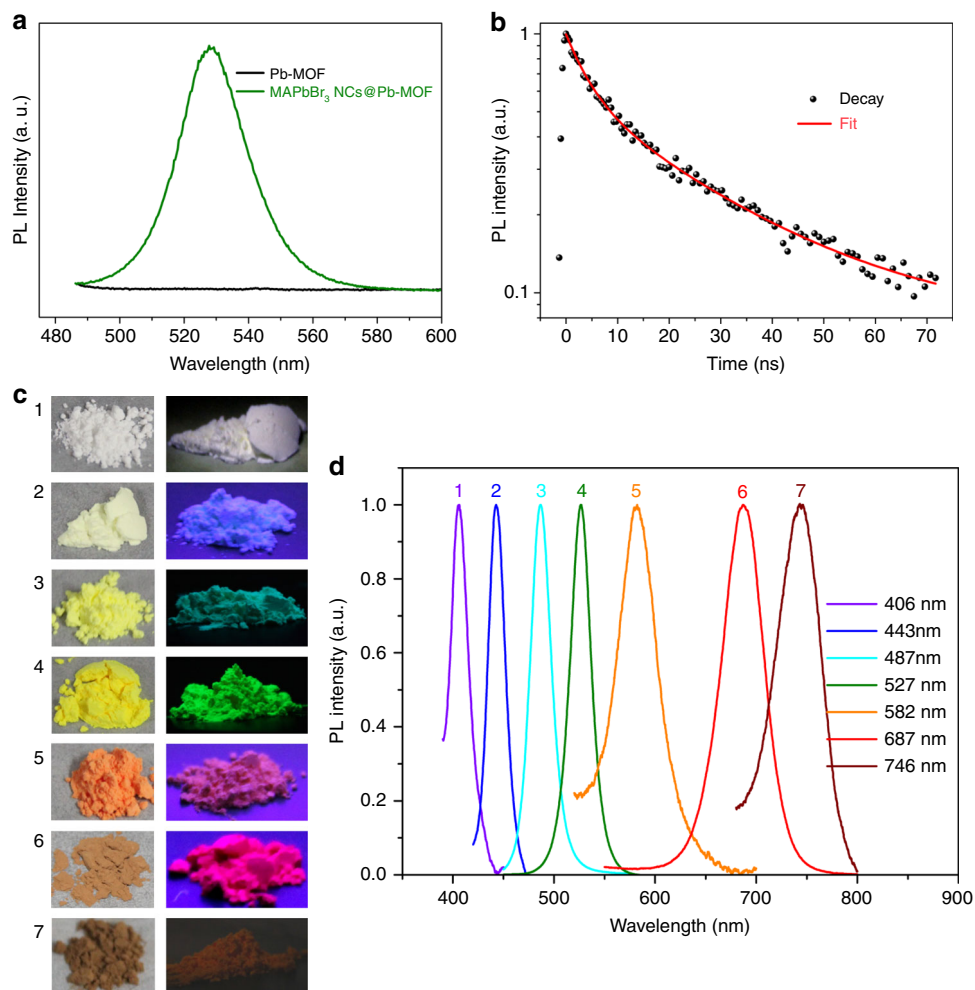 a
PL Intensity (a. u.)
Pb-MOF
MAPbBr₃ NCs@Pb-MOF
480 500 520 540 560 580 600
Wavelength (nm)
b
PL intensity (a.u.)
1
0.1
Decay
Fit
0 10 20 30 40 50 60 70
Time (ns)
c
1
2
3
4
5
6
7
d
PL intensity (a.u.)
1.0
0.8
0.6
0.4
0.2
0.0
1 2 3 4 5 6 7
406 nm
443nm
487nm
527 nm
582 nm
687 nm
746 nm
400 500 600 700 800 900
Wavelength (nm)